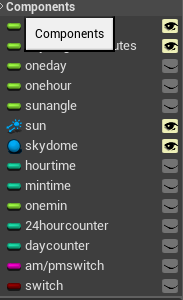 Components
Components
utes
oneday
onehour
sunangle
sun
skydome
hourtime
mintime
onemin
24hourcounter
daycounter
am/pmswitch
switch